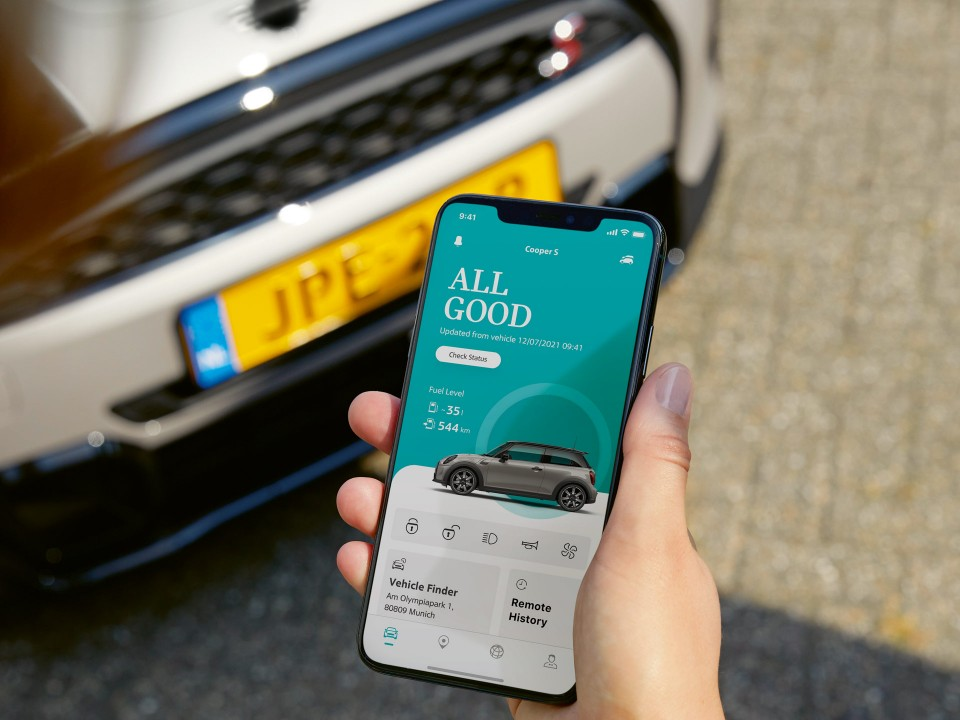 JPE-2
9:41
Cooper S
ALL
GOOD
Updated from vehicle 12/07/2021 09:41
Check Status
Fuel Level
~35 l
544 km
Vehicle Finder
Am Olympiapark 1,
80809 Munich
Remote
History